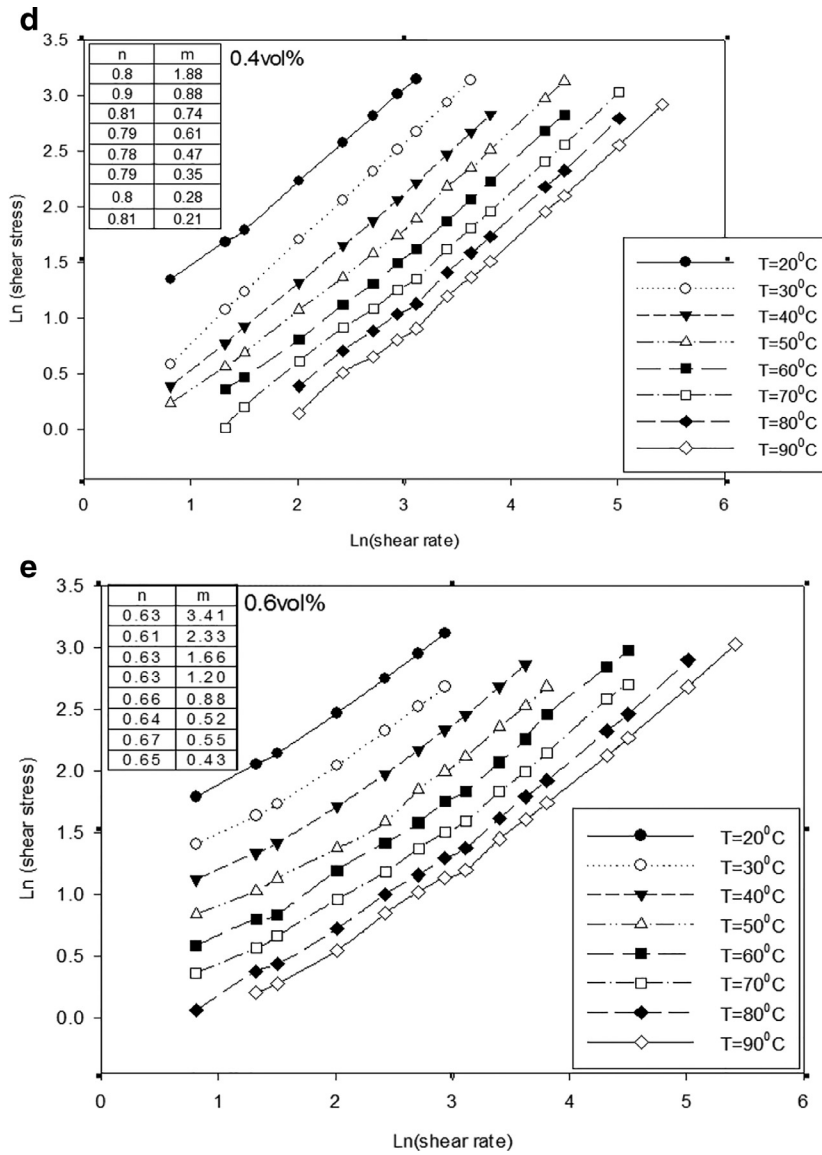 d
3.5
3.0
2.5
2.0
1.5
1.0
0.5
0.0
Ln (shear stress)
n m
0.8 1.88
0.9 0.88
0.81 0.74
0.79 0.61
0.78 0.47
0.79 0.35
0.8 0.28
0.81 0.21
0.4vol%
T=20⁰C
T=30⁰C
T=40⁰C
T=50⁰C
T=60⁰C
T=70⁰C
T=80⁰C
T=90⁰C
0 1 2 3 4 5 6
Ln(shear rate)
e
3.5
3.0
2.5
2.0
1.5
1.0
0.5
0.0
Ln (shear stress)
n m
0.63 3.41
0.61 2.33
0.63 1.66
0.63 1.20
0.66 0.88
0.64 0.52
0.67 0.55
0.65 0.43
0.6vol%
T=20⁰C
T=30⁰C
T=40⁰C
T=50⁰C
T=60⁰C
T=70⁰C
T=80⁰C
T=90⁰C
0 1 2 3 4 5 6
Ln(shear rate)